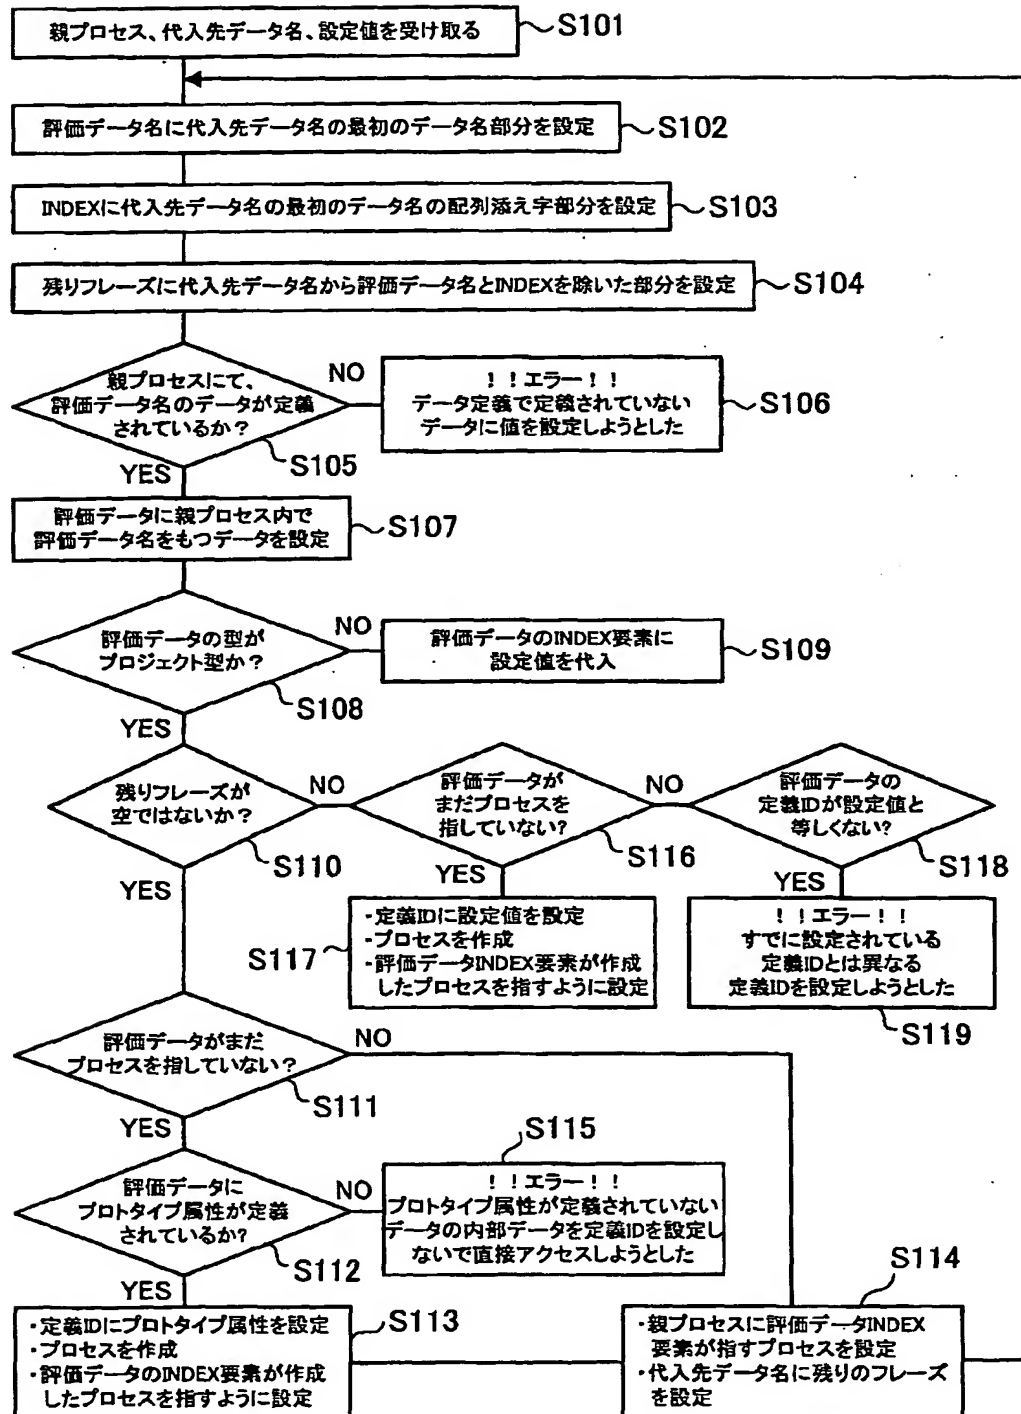 親プロセス、代入先データ名、設定値を受け取る
S101
評価データ名に代入先データ名の最初のデータ名部分を設定
S102
INDEXに代入先データ名の最初のデータ名の配列添え字部分を設定
S103
残りフレーズに代入先データ名から評価データ名とINDEXを除いた部分を設定
S104
親プロセスにて、
評価データ名のデータが定義
されているか?
NO
S105
YES
!!エラー!!
データ定義で定義されていない
データに値を設定しようとした
S106
評価データに親プロセス内で
評価データ名をもつデータを設定
S107
評価データの型が
プロジェクト型か?
NO
S108
YES
評価データのINDEX要素に
設定値を代入
S109
残りフレーズが
空ではないか?
NO
S110
YES
評価データが
まだプロセスを
指していない?
NO
S116
YES
評価データの
定義IDが設定値と
等しくない?
S118
YES
・定義IDに設定値を設定
・プロセスを作成
・評価データINDEX要素が作成
したプロセスを指すように設定
S117
!!エラー!!
すでに設定されている
定義IDとは異なる
定義IDを設定しようとした
S119
評価データがまだ
プロセスを指していない?
NO
S111
YES
評価データに
プロトタイプ属性が定義
されているか?
NO
S112
YES
S115
!!エラー!!
プロトタイプ属性が定義されていない
データの内部データを定義IDを設定し
ないで直接アクセスしようとした
・定義IDにプロトタイプ属性を設定
・プロセスを作成
・評価データのINDEX要素が作成
したプロセスを指すように設定
S113
S114
・親プロセスに評価データINDEX
要素が指すプロセスを設定
・代入先データ名に残りのフレーズ
を設定